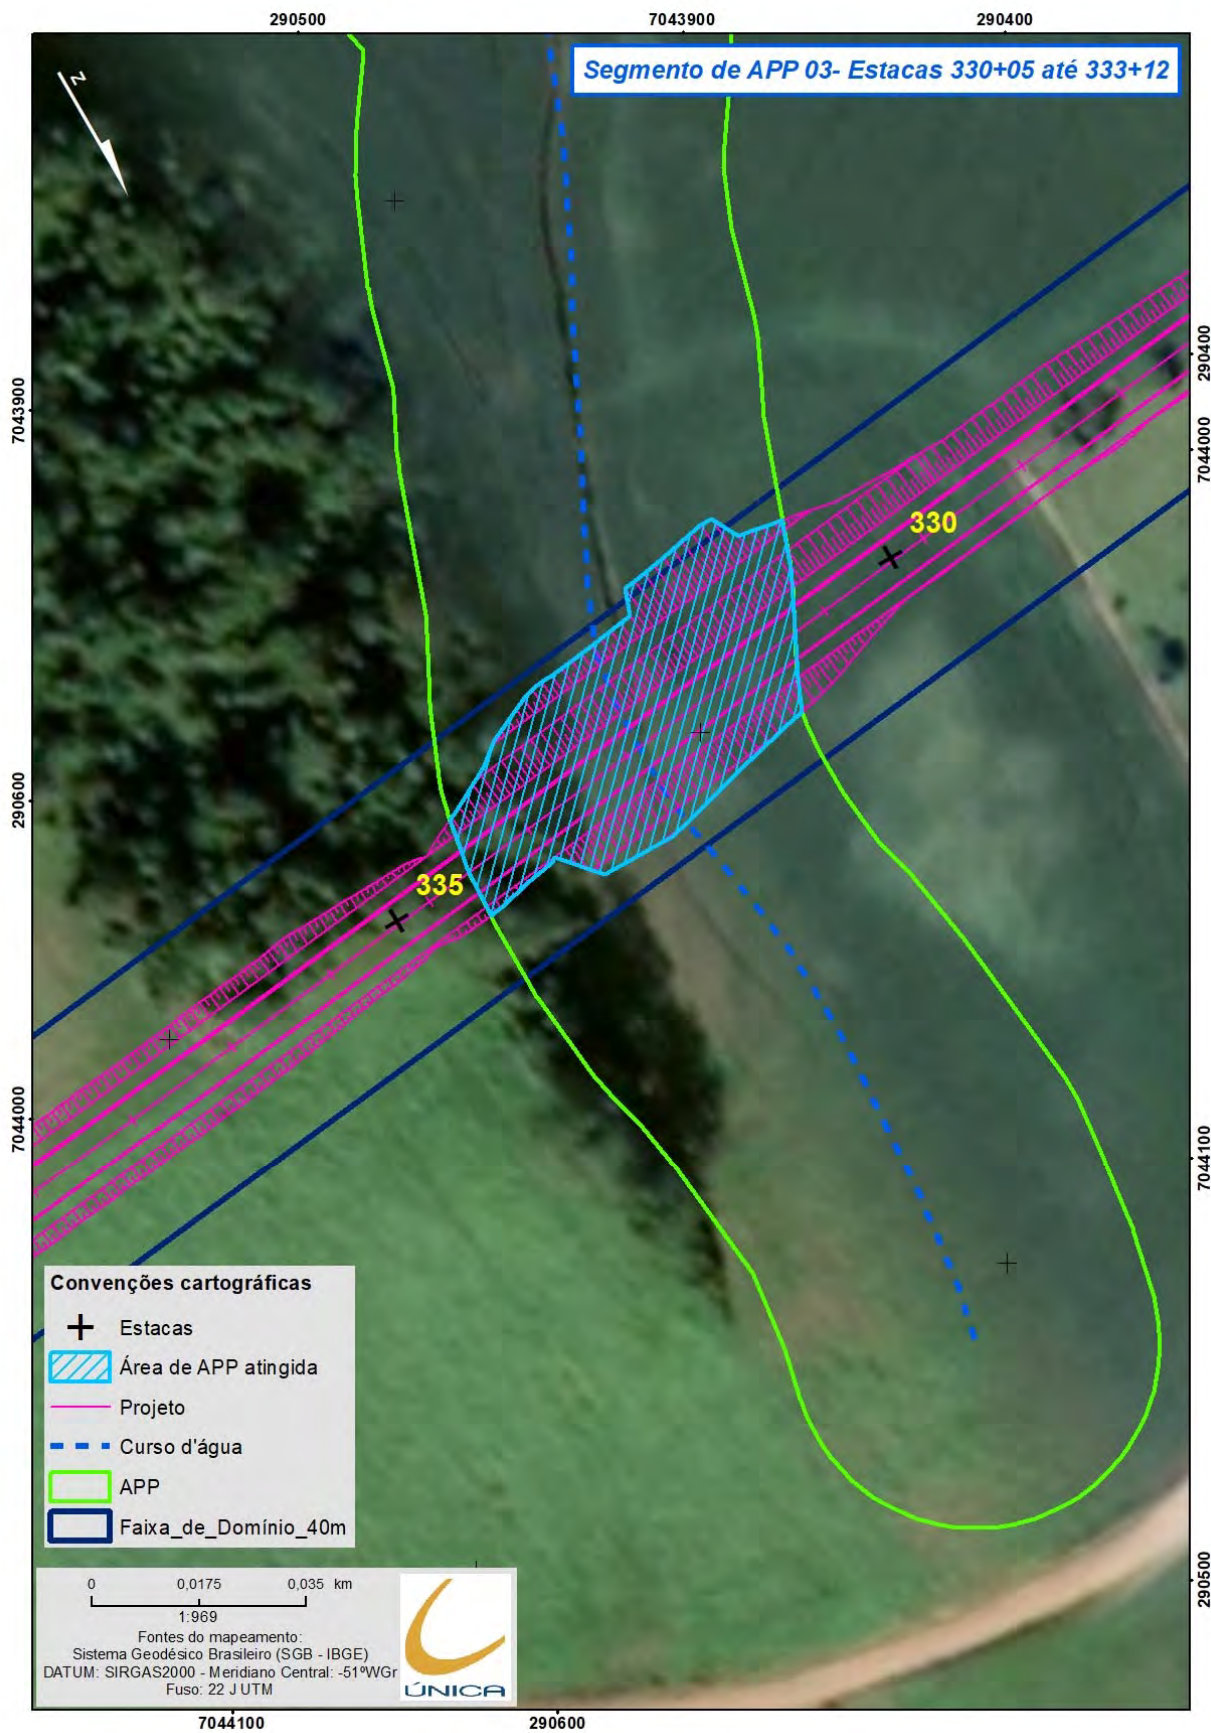 290500
7043900
290400
Segmento de APP 03- Estacas 330+05 até 333+12
N
290400
7043900
7044000
330
290600
335
7044000
7044100
Convenções cartográficas
Estacas
Área de APP atingida
Projeto
Curso d'água
APP
Faixa_de_Domínio_40m
290500
0 0,0175 0,035 km
1:969
Fontes do mapeamento:
Sistema Geodésico Brasileiro (SGB - IBGE)
DATUM: SIRGAS2000 - Meridiano Central: -51ºWGr
Fuso: 22 J UTM
ÚNICA
7044100
290600